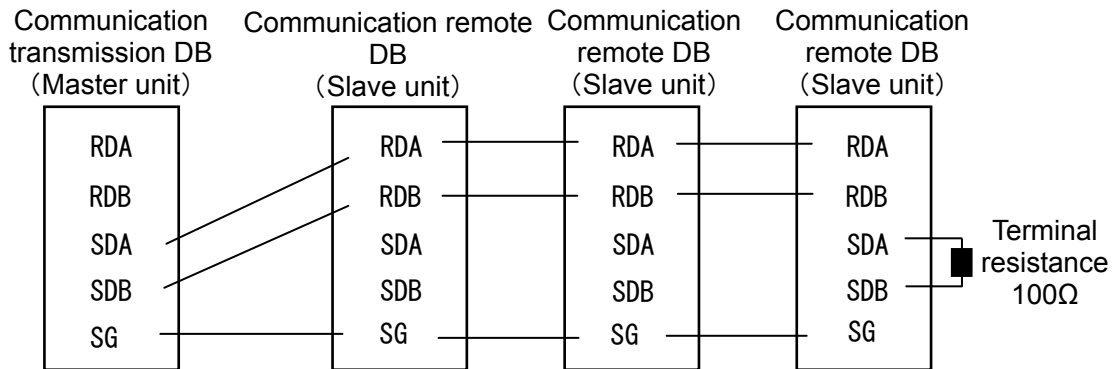 Communication
transmission DB
（Master unit）
Communication remote
DB
（Slave unit）
Communication
remote DB
（Slave unit）
Communication
remote DB
（Slave unit）
RDA
RDB
SDA
SDB
SG
RDA
RDB
SDA
SDB
SG
RDA
RDB
SDA
SDB
SG
RDA
RDB
SDA
SDB
SG
Terminal
resistance
100Ω